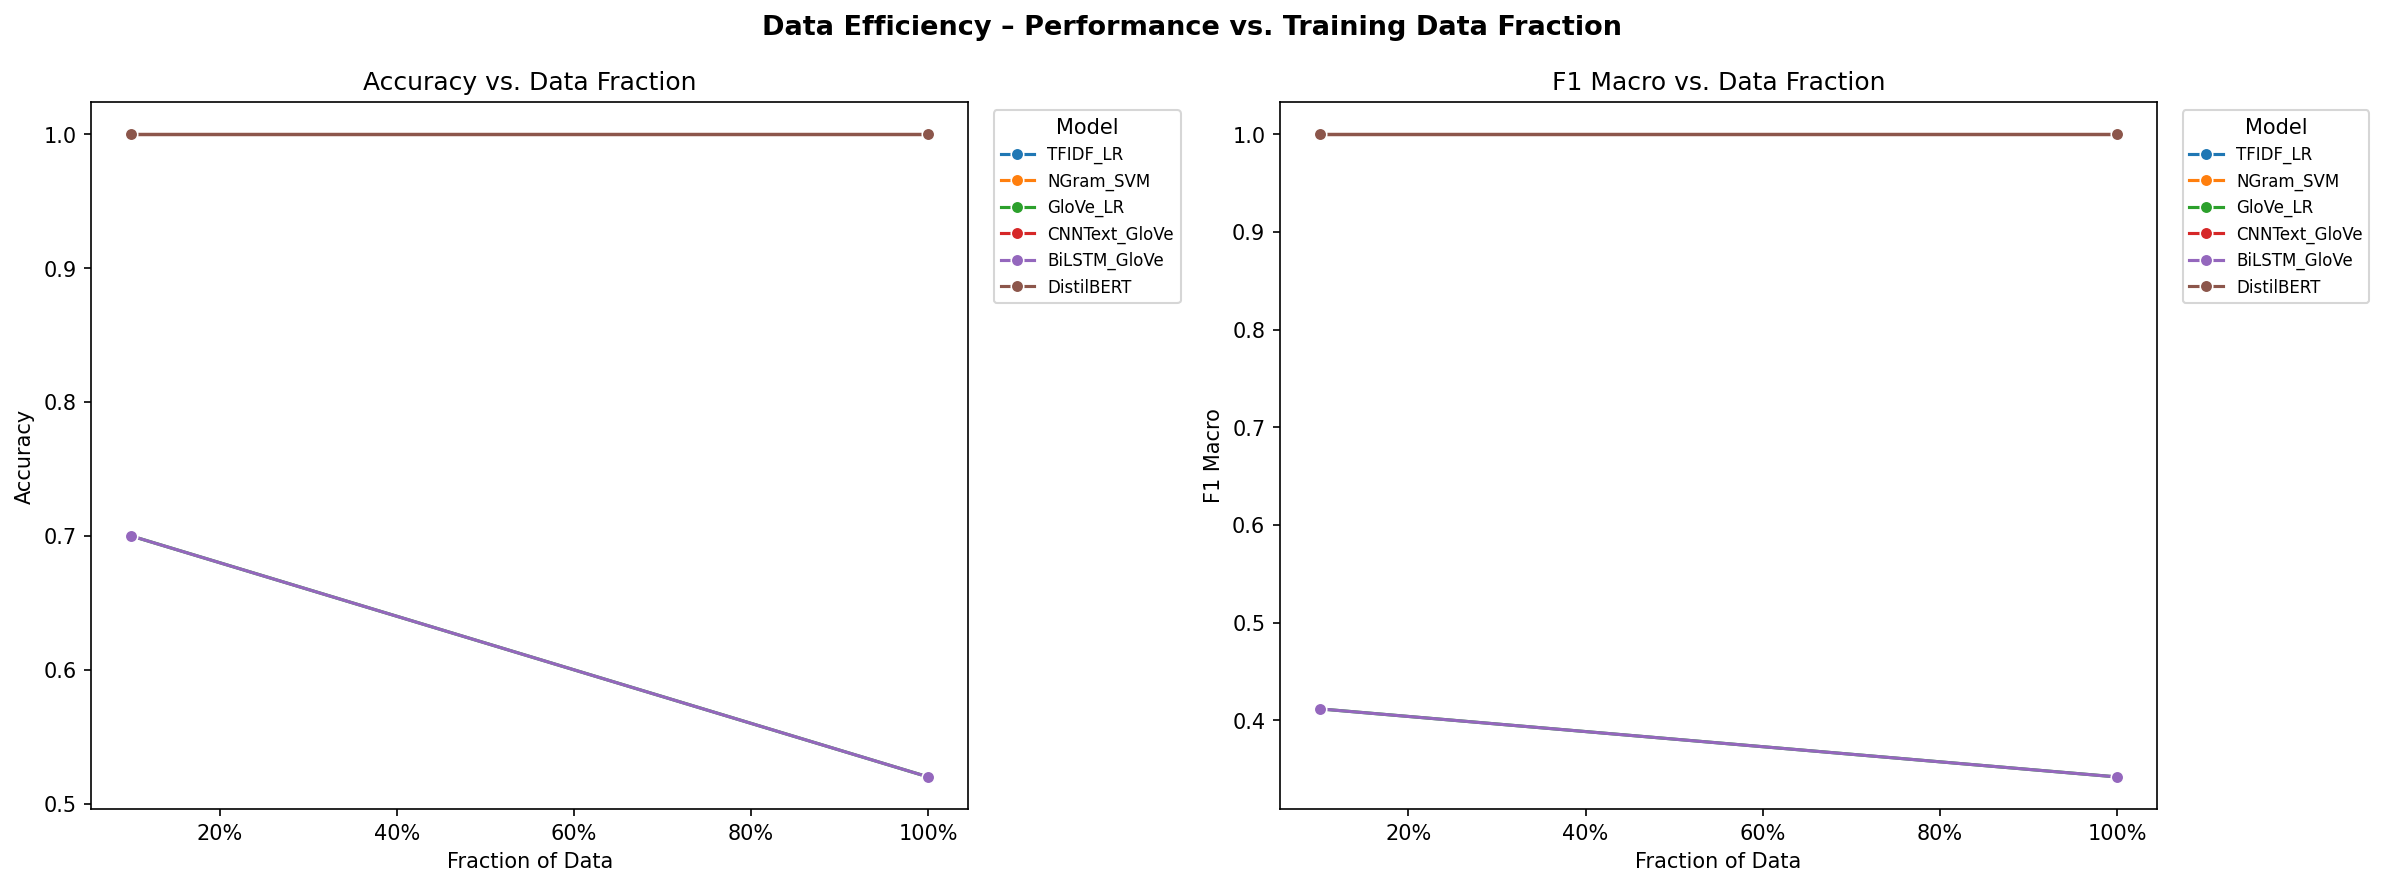 Data Efficiency – Performance vs. Training Data Fraction
Accuracy vs. Data Fraction
1.0
0.9
0.8
0.7
0.6
0.5
Accuracy
20%
40%
60%
80%
100%
Fraction of Data
Model
TFIDF_LR
NGram_SVM
GloVe_LR
CNNText_GloVe
BiLSTM_GloVe
DistilBERT
F1 Macro vs. Data Fraction
1.0
0.9
0.8
0.7
0.6
0.5
0.4
F1 Macro
20%
40%
60%
80%
100%
Fraction of Data
Model
TFIDF_LR
NGram_SVM
GloVe_LR
CNNText_GloVe
BiLSTM_GloVe
DistilBERT